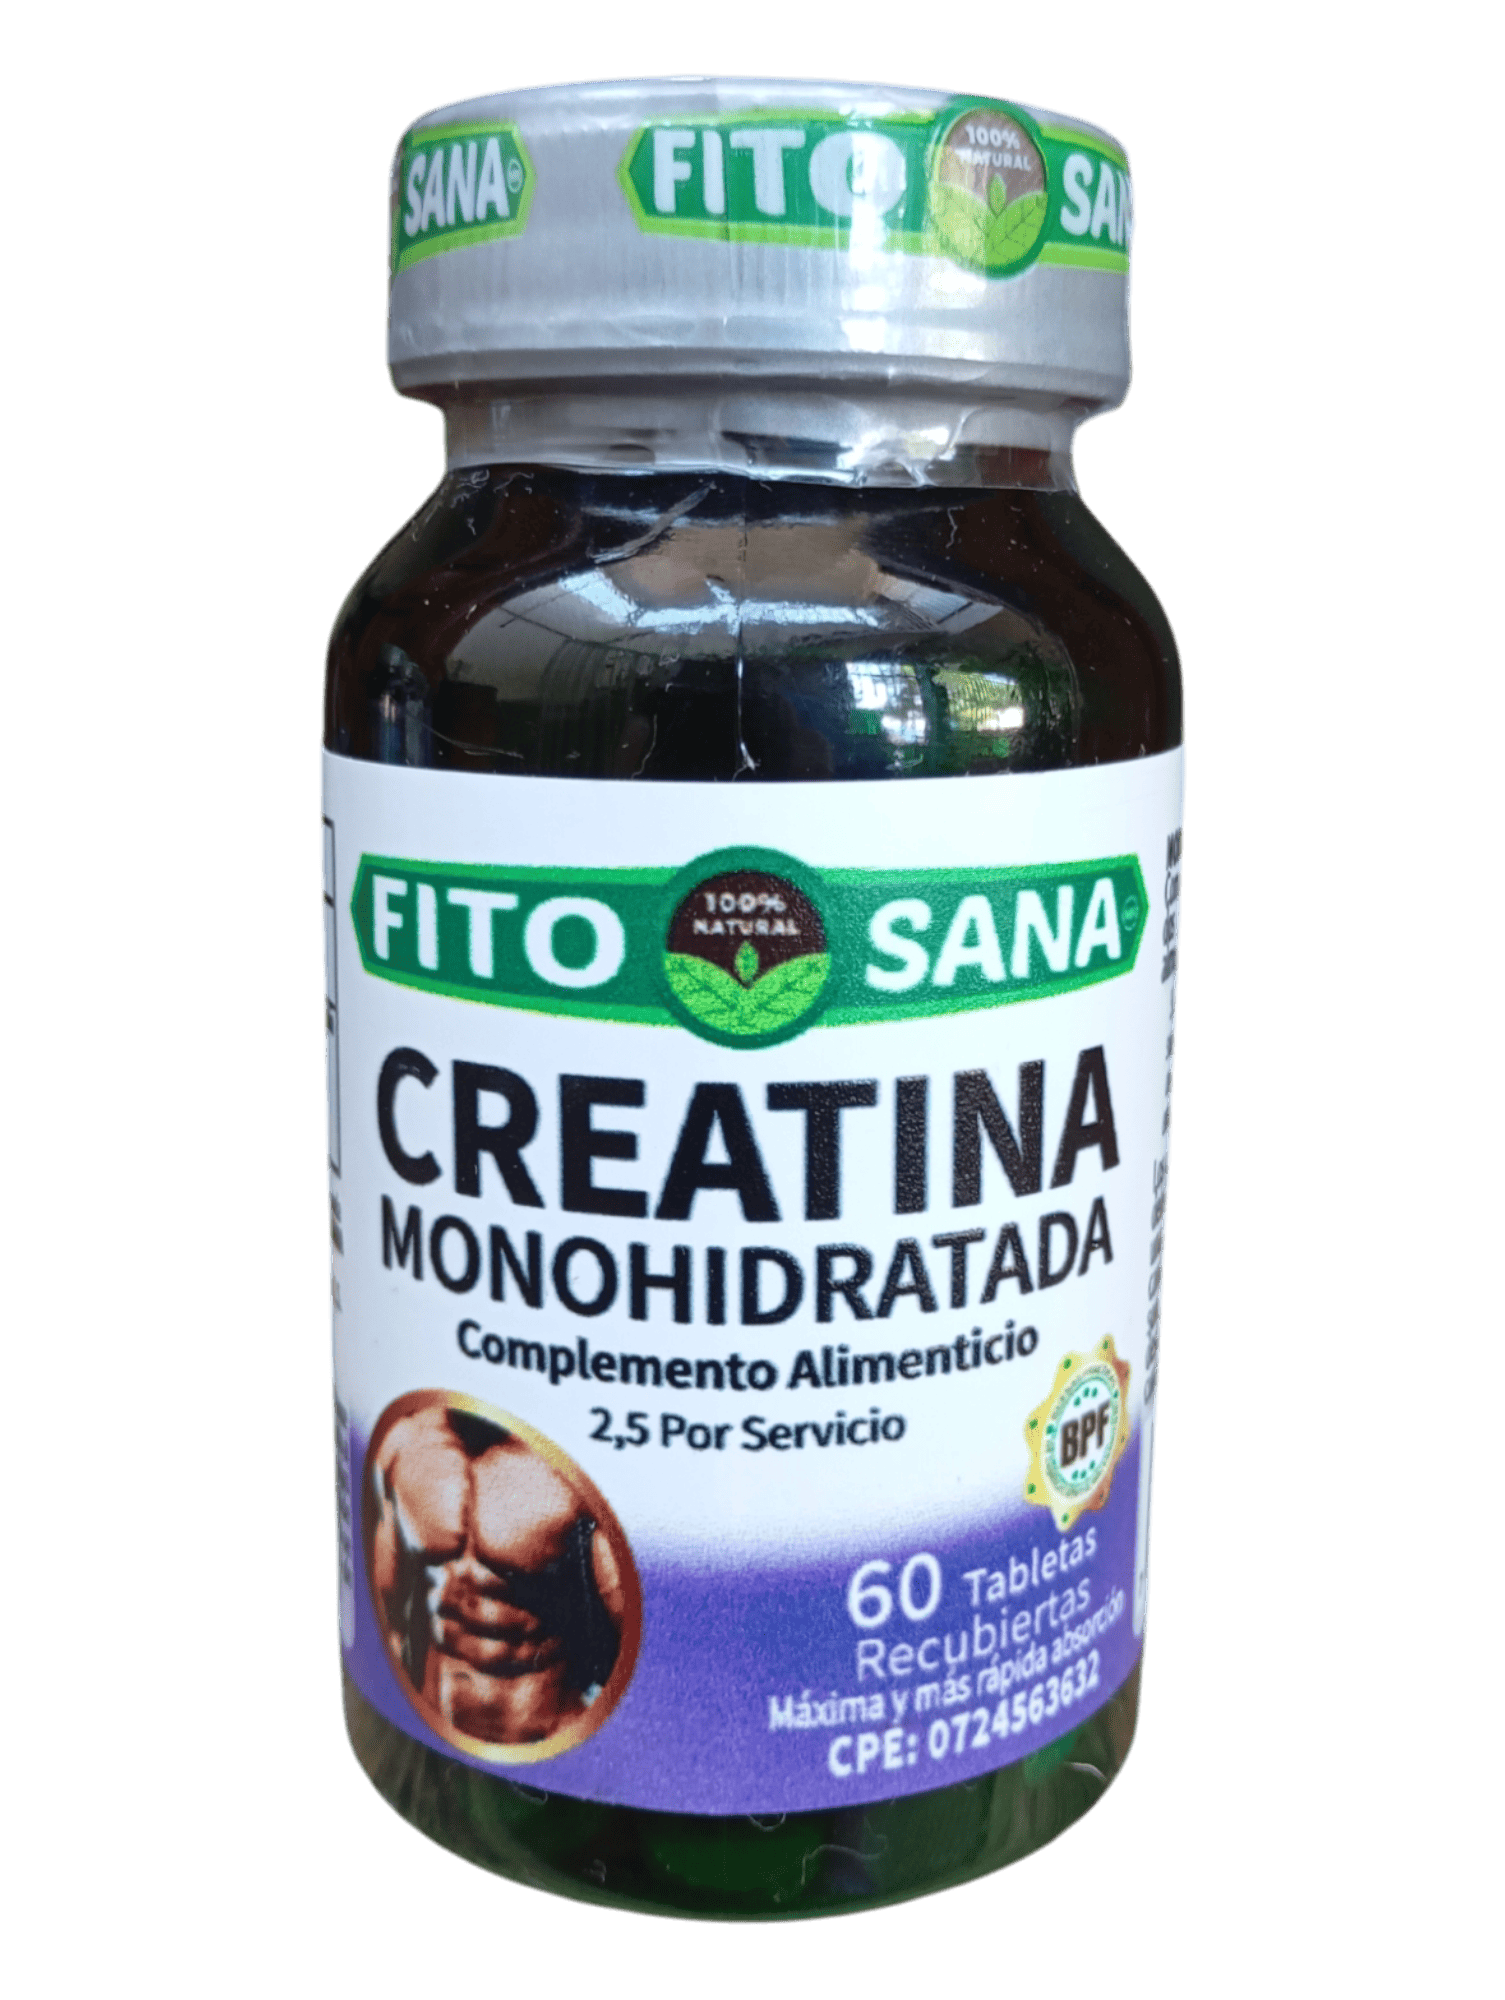 SANA
FITO
100%
NATURAL
SAN
FITO
100%
NATURAL
SANA
CREATINA
MONOHIDRATADA
Complemento Alimenticio
2,5 Por Servicio
BPF
60 Tabletas
Recubiertas
Máxima y más rápida absorción
CPE: 0724563632